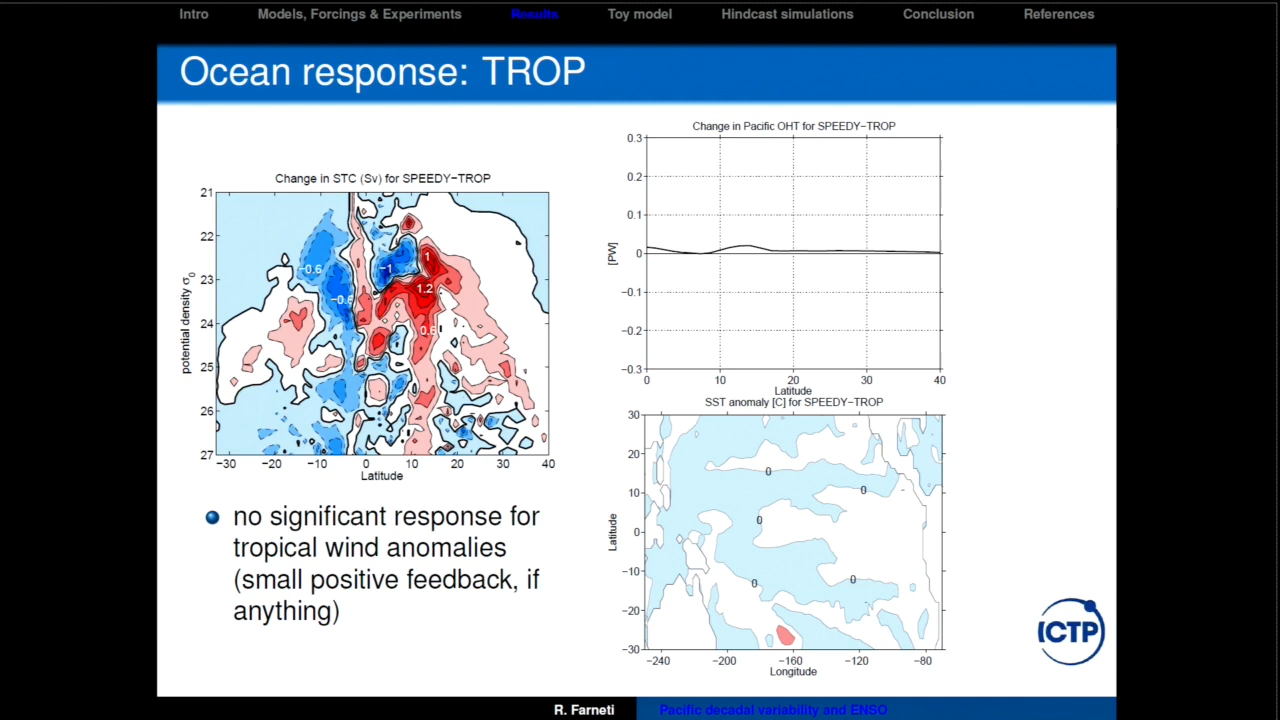 Intro Models, Forcings & Experiments Results Toy model Hindcast simulations Conclusion References
Ocean response: TROP
Change in STC (Sv) for SPEEDY−TROP
21
22
23
24
25
26
27
potential density σ0
−0.6
−0.6
−1
1
1.2
0.8
−30 −20 −10 0 10 20 30 40
Latitude
no significant response for
tropical wind anomalies
(small positive feedback, if
anything)
Change in Pacific OHT for SPEEDY−TROP
0.3
0.2
0.1
0
−0.1
−0.2
−0.3
[PW]
0 10 20 30 40
Latitude
SST anomaly [C] for SPEEDY−TROP
30
20
10
0
−10
−20
−30
Latitude
0
0
0
0
0
−240 −200 −160 −120 −80
Longitude
ICTP
R. Farneti Pacific decadal variability and ENSO